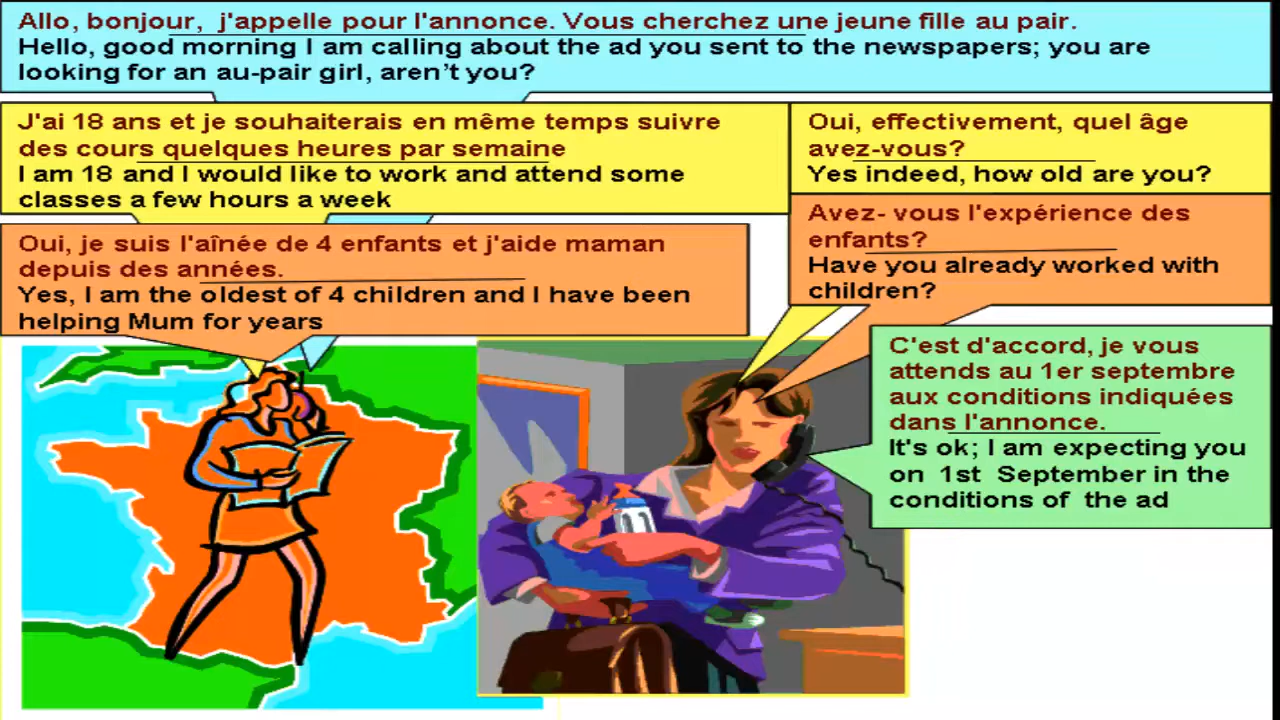 Allo, bonjour, j'appelle pour l'annonce. Vous cherchez une jeune fille au pair.
Hello, good morning I am calling about the ad you sent to the newspapers; you are
looking for an au-pair girl, aren't you?
J'ai 18 ans et je souhaiterais en même temps suivre
des cours quelques heures par semaine
I am 18 and I would like to work and attend some
classes a few hours a week
Oui, effectivement, quel âge
avez-vous?
Yes indeed, how old are you?
Oui, je suis l'aînée de 4 enfants et j'aide maman
depuis des années.
Yes, I am the oldest of 4 children and I have been
helping Mum for years
Avez- vous l'expérience des
enfants?
Have you already worked with
children?
C'est d'accord, je vous
attends au 1er septembre
aux conditions indiquées
dans l'annonce.
It's ok; I am expecting you
on 1st September in the
conditions of the ad